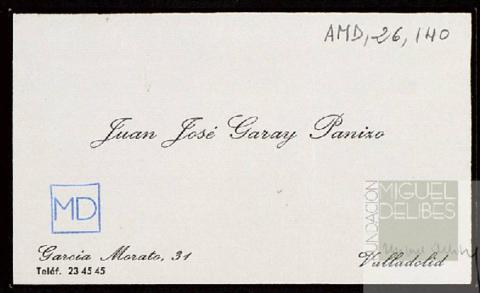 AMD, 26, 140
Juan José Garay Panizo
MD
García Morato, 31
Teléf. 23 45 45
Valladolid
FUNDACIÓN
MIGUEL
DELIBES